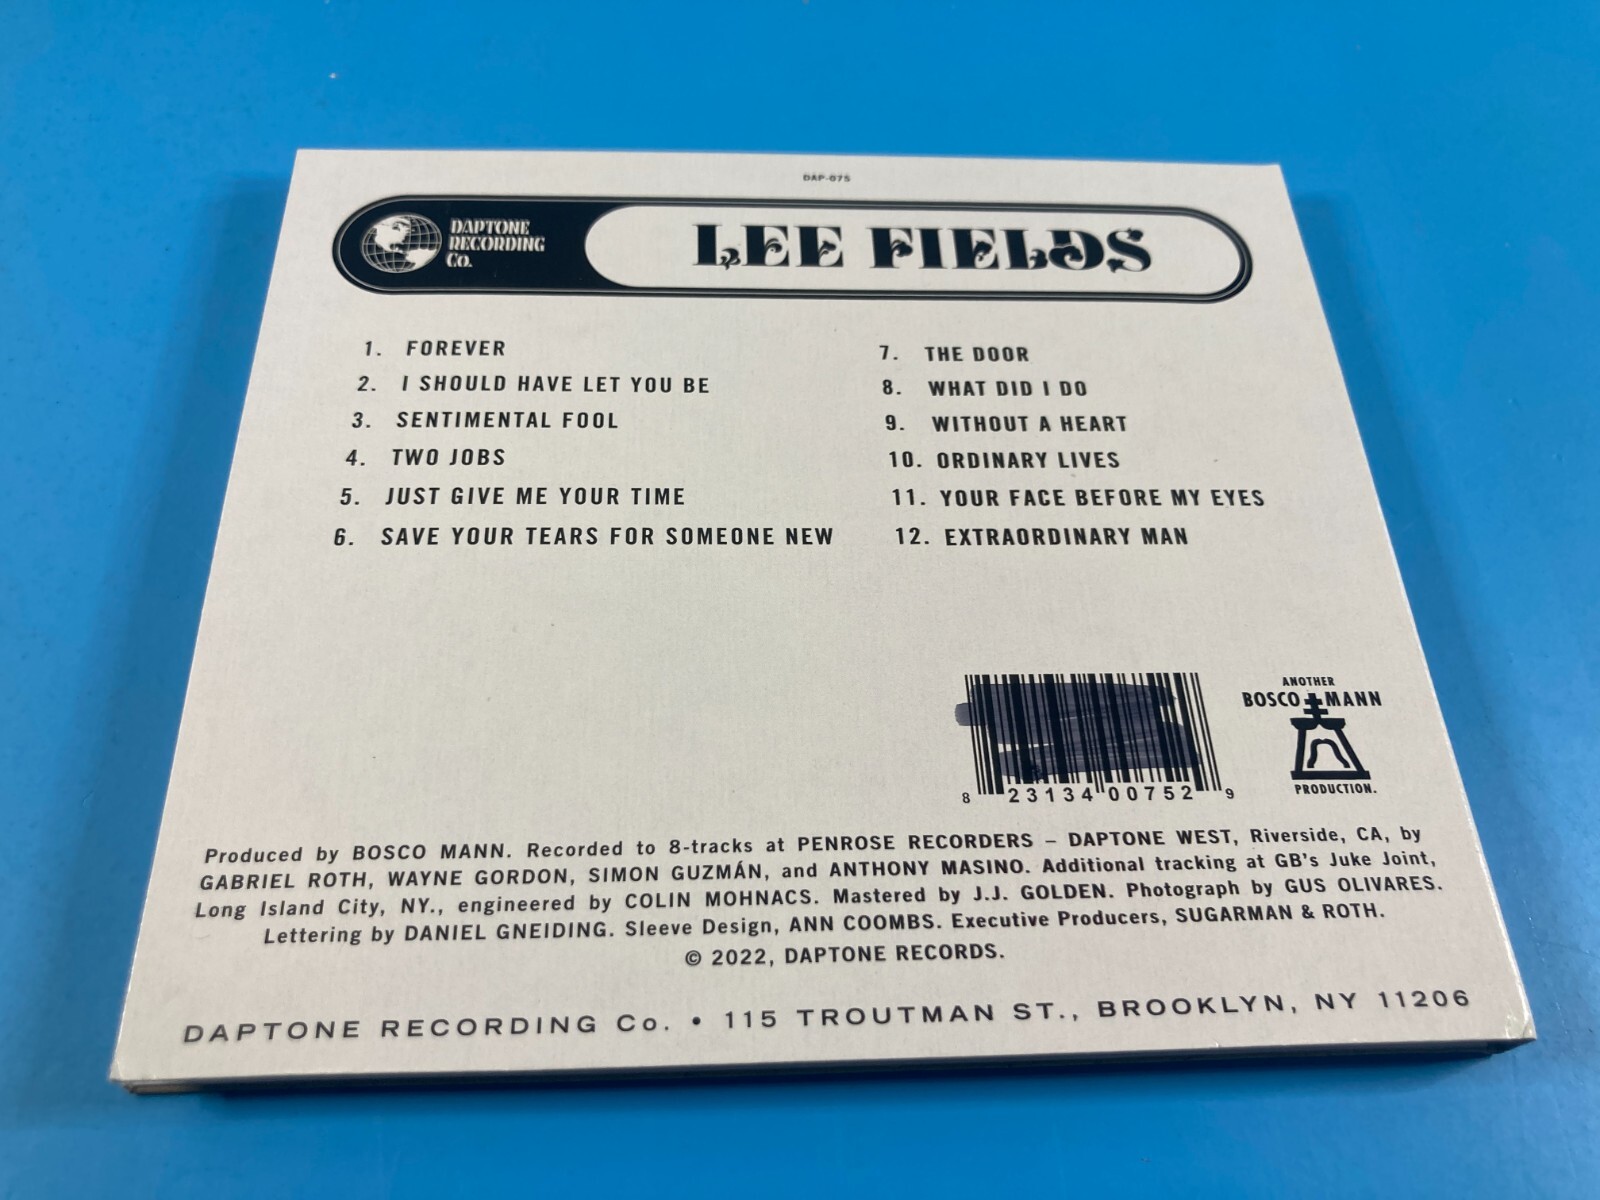 DAP-075
DAPTONE
RECORDING
Co.
LEE FIELDS
1. FOREVER
2. I SHOULD HAVE LET YOU BE
3. SENTIMENTAL FOOL
4. TWO JOBS
5. JUST GIVE ME YOUR TIME
6. SAVE YOUR TEARS FOR SOMEONE NEW
7. THE DOOR
8. WHAT DID I DO
9. WITHOUT A HEART
10. ORDINARY LIVES
11. YOUR FACE BEFORE MY EYES
12. EXTRAORDINARY MAN
8 23134 00752 9
ANOTHER
BOSCO MANN
PRODUCTION.
Produced by BOSCO MANN. Recorded to 8-tracks at PENROSE RECORDERS – DAPTONE WEST, Riverside, CA, by
GABRIEL ROTH, WAYNE GORDON, SIMON GUZMÁN, and ANTHONY MASINO. Additional tracking at GB's Juke Joint,
Long Island City, NY., engineered by COLIN MOHNACS. Mastered by J.J. GOLDEN. Photograph by GUS OLIVARES.
Lettering by DANIEL GNEIDING. Sleeve Design, ANN COOMBS. Executive Producers, SUGARMAN & ROTH.
© 2022, DAPTONE RECORDS.
DAPTONE RECORDING Co. • 115 TROUTMAN ST., BROOKLYN, NY 11206